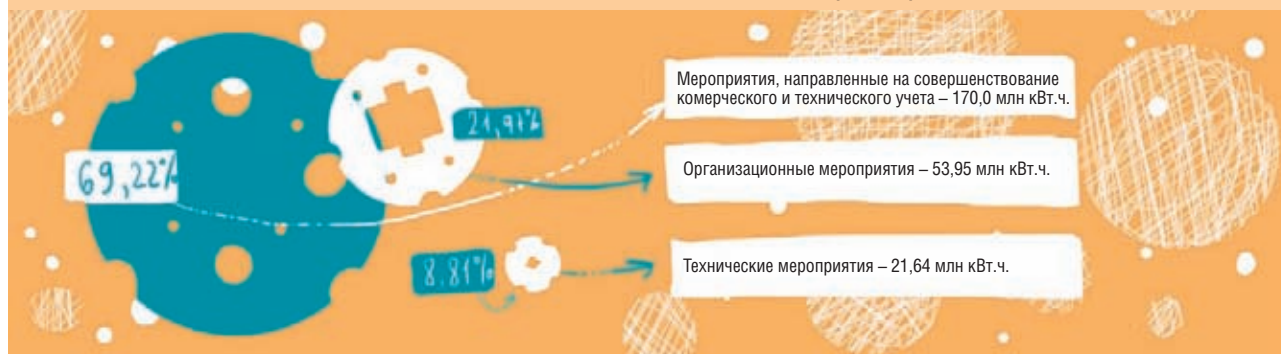 Мероприятия, направленные на совершенствование
комерческого и технического учета – 170,0 млн кВт.ч.
21,97%
69,22%
Организационные мероприятия – 53,95 млн кВт.ч.
8.81%
Технические мероприятия – 21,64 млн кВт.ч.